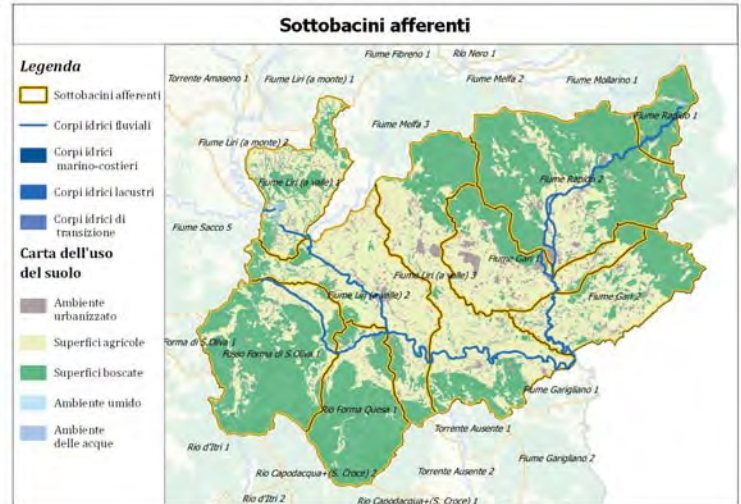 Sottobacini afferenti
Legenda
Sottobacini afferenti
Corpi idrici fluviali
Corpi idrici
marino-costieri
Corpi idrici lacustri
Corpi idrici di
transizione
Carta dell'uso
del suolo
Ambiente
urbanizzato
Superfici agricole
Superfici boscate
Ambiente umido
Ambiente
delle acque
Fiume Fibreno 1
Rio Nero 1
Torrente Amaseno 1
Fiume Liri (a monte) 1
Fiume Melfa 2
Fiume Mollarino 1
Fiume Rapido 1
Fiume Melfa 3
Fiume Liri (a monte) 2
Fiume Liri (a valle) 1
Fiume Rapido 2
Fiume Sacco 5
Fiume Gari 1
Fiume Liri (a valle) 3
Fiume Liri (a valle) 2
Fiume Gari 2
Forma di S.Oliva 1
Fosso Forma di S.Oliva 1
Fiume Garigliano 1
Rio Forma Quesa 1
Torrente Ausente 1
Rio d'Itri 1
Fiume Garigliano 2
Rio Capodacqua+(S. Croce) 2
Torrente Ausente 2
Rio d'Itri 2
Rio Capodacqua+(S. Croce) 1